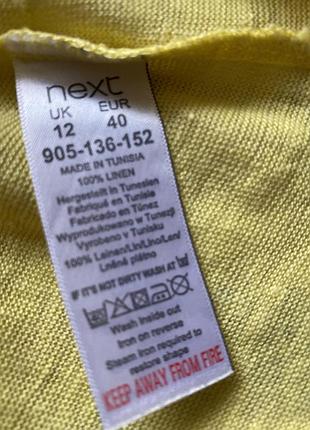 next
UK EUR
12 40
905-136-152
MADE IN TUNISIA
100% LINEN
Hergestellt in Tunesien
Fabriqué en Tunisie
Fabricado en Túnez
Wyprodukowano w Tunezji
Vyrobeno v Tunisku
100% Leinen/Lin/Lino/Len/
Lněné plátno
IF IT'S NOT DIRTY WASH AT
Wash inside out
Iron on reverse
Steam Iron required to
restore shape
KEEP AWAY FROM FIRE